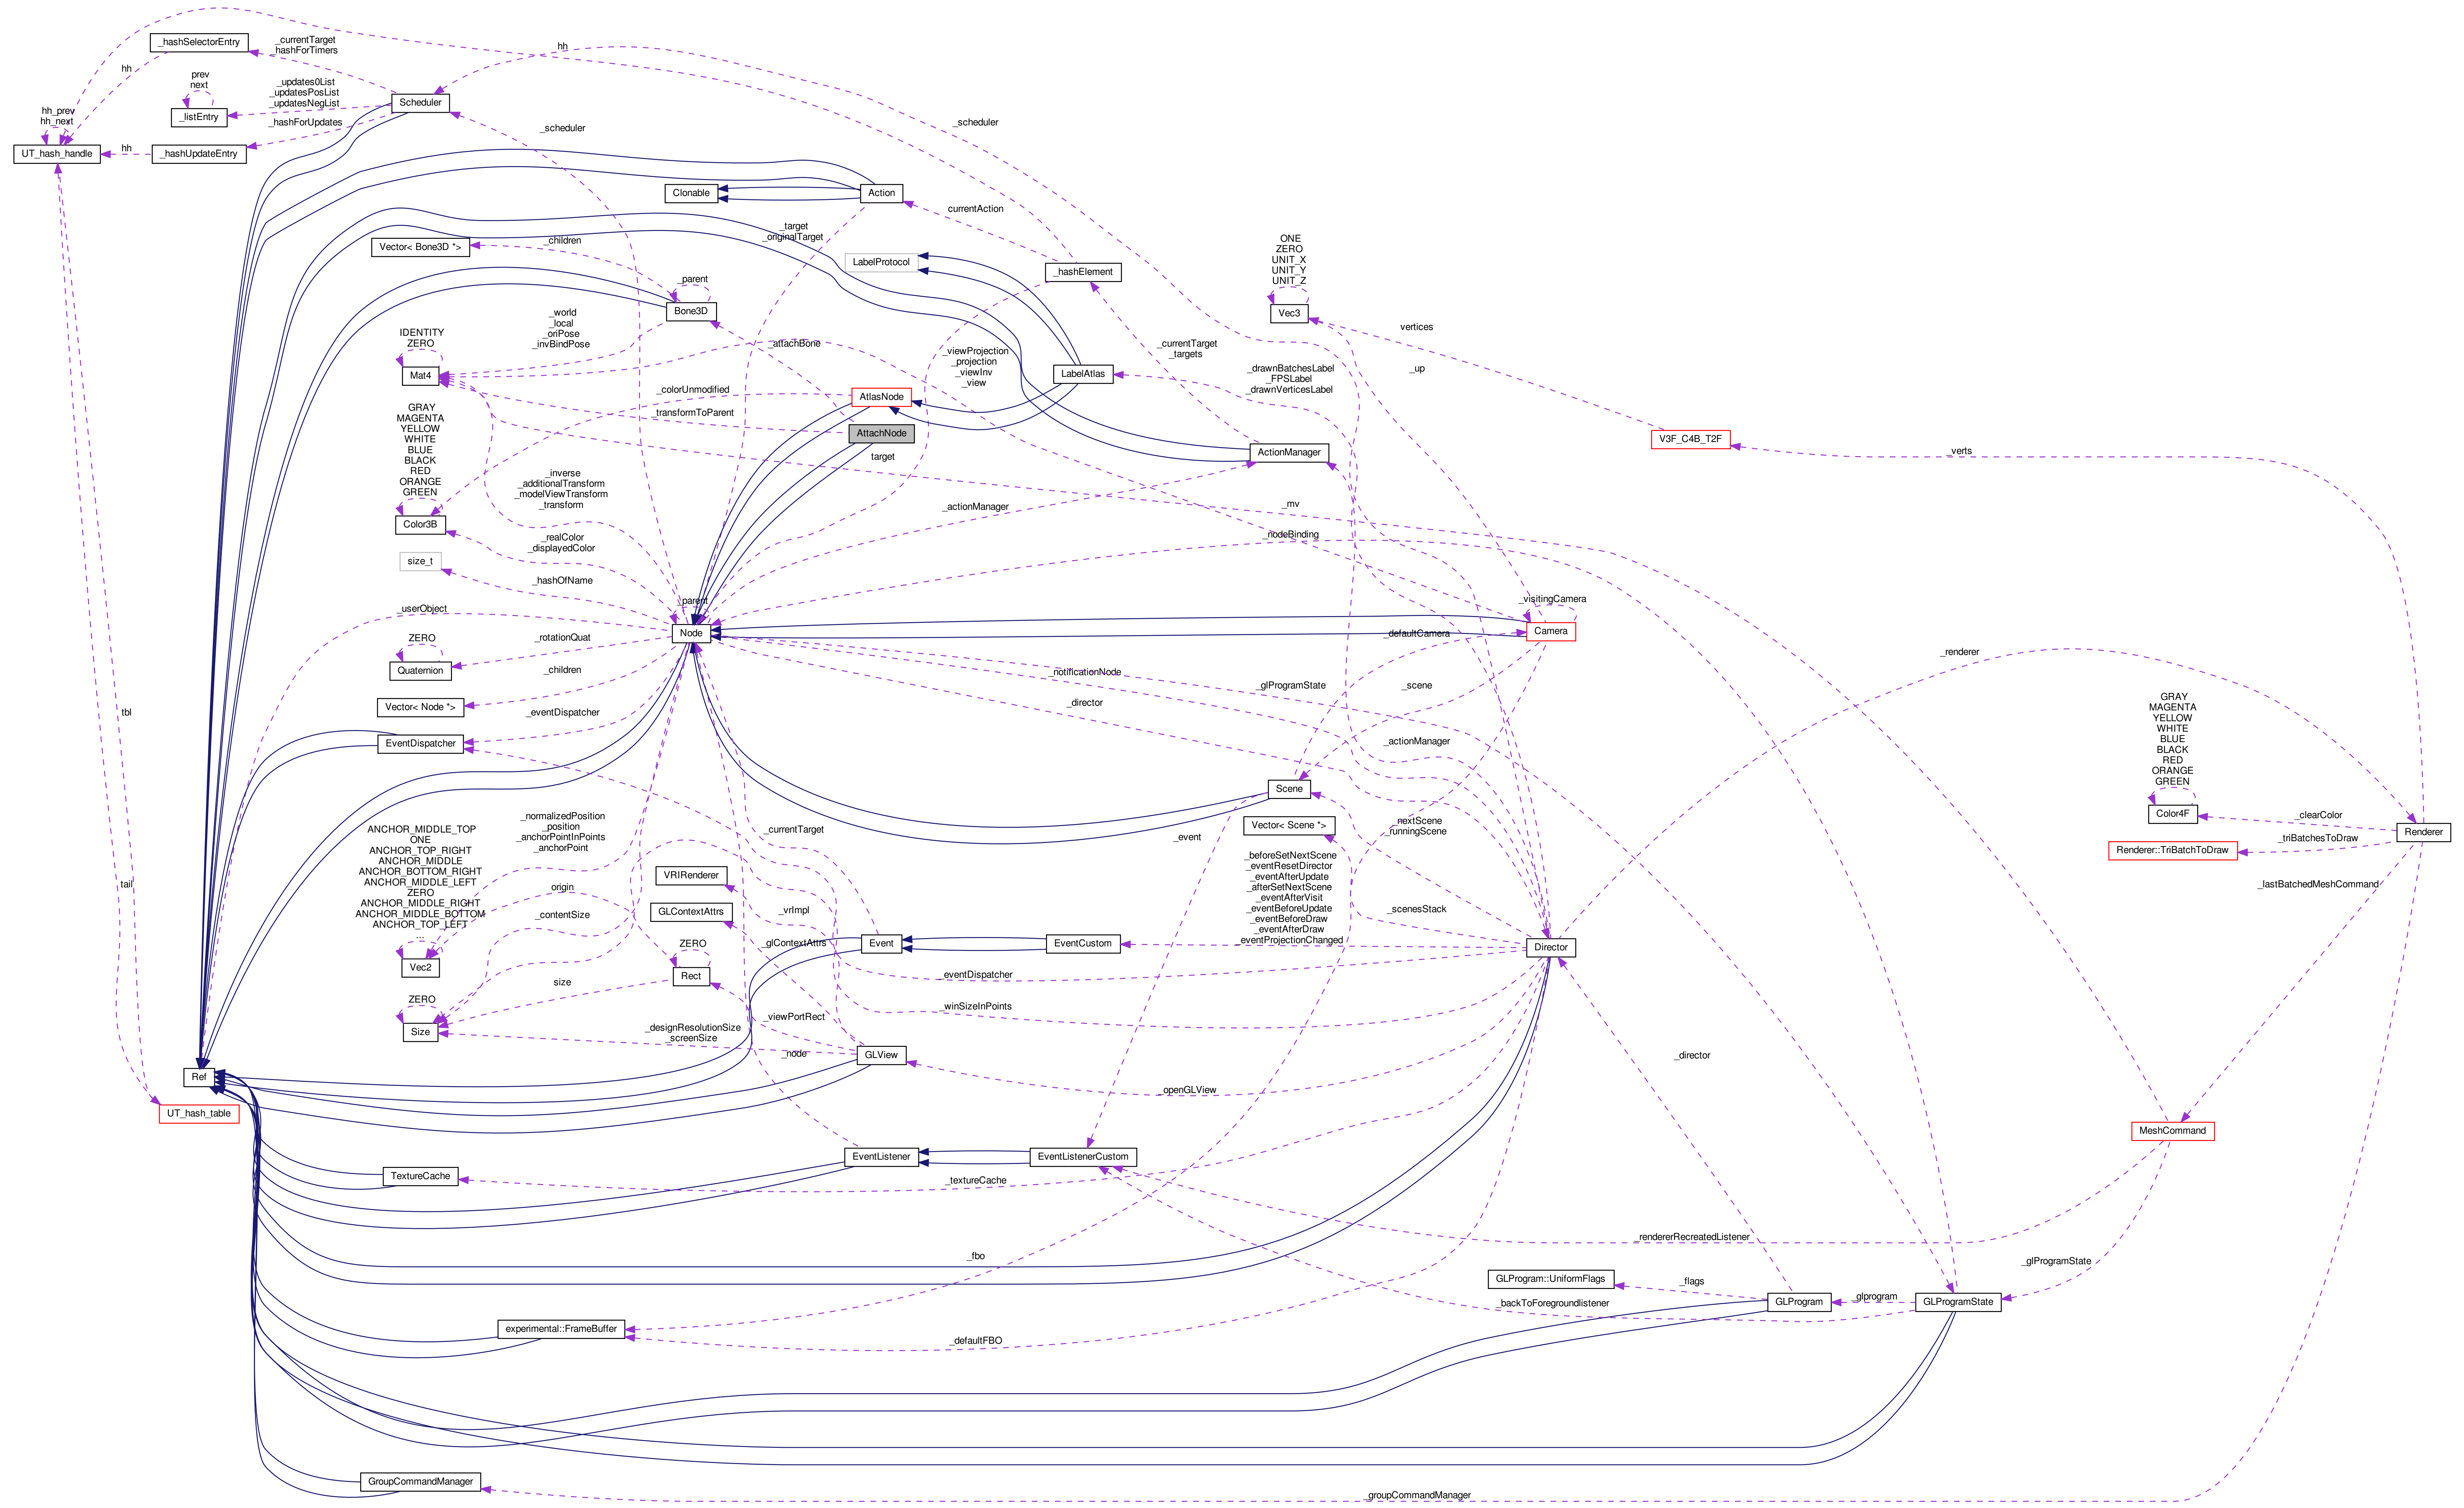 _hashSelectorEntry
_currentTarget
_hashForTimers
hh
hh
prev
next
_updates0List
_updatesPosList
_updatesNegList
Scheduler
_listEntry
hh_prev
hh_next
_hashForUpdates
_scheduler
_scheduler
UT_hash_handle
hh
_hashUpdateEntry
Clonable
Action
currentAction
_target
_originalTarget
Vector< Bone3D *>
_children
LabelProtocol
_hashElement
ONE
ZERO
UNIT_X
UNIT_Y
UNIT_Z
Vec3
_parent
Bone3D
_world
_local
_oriPose
_invBindPose
IDENTITY
ZERO
Mat4
_attachBone
_viewProjection
_projection
_viewInv
_view
_currentTarget
_targets
vertices
LabelAtlas
_drawnBatchesLabel
_FPSLabel
_drawnVerticesLabel
_up
_colorUnmodified
AtlasNode
_transformToParent
AttachNode
GRAY
MAGENTA
YELLOW
WHITE
BLUE
BLACK
RED
ORANGE
GREEN
Color3B
target
ActionManager
V3F_C4B_T2F
_verts
_inverse
_additionalTransform
_modelViewTransform
_transform
_actionManager
_mv
_realColor
_displayedColor
_nodeBinding
size_t
_hashOfName
_userObject
_parent
_visitingCamera
Node
Camera
ZERO
_rotationQuat
_defaultCamera
Quaternion
_children
_notificationNode
_glProgramState
_scene
_renderer
Vector< Node *>
_eventDispatcher
_director
tbl
EventDispatcher
_actionManager
GRAY
MAGENTA
YELLOW
WHITE
BLUE
BLACK
RED
ORANGE
GREEN
Color4F
Scene
_clearColor
Renderer
_normalizedPosition
_position
_anchorPointInPoints
_anchorPoint
_currentTarget
_event
Vector< Scene *>
_nextScene
_runningScene
_triBatchesToDraw
Renderer::TriBatchToDraw
ANCHOR_MIDDLE_TOP
ONE
ANCHOR_TOP_RIGHT
ANCHOR_MIDDLE
ANCHOR_BOTTOM_RIGHT
ANCHOR_MIDDLE_LEFT
ZERO
ANCHOR_MIDDLE_RIGHT
ANCHOR_MIDDLE_BOTTOM
ANCHOR_TOP_LEFT
...
Vec2
tail
origin
VRIRenderer
_beforeSetNextScene
_eventResetDirector
_eventAfterUpdate
_afterSetNextScene
_eventAfterVisit
_eventBeforeUpdate
_eventBeforeDraw
_eventAfterDraw
_eventProjectionChanged
_lastBatchedMeshCommand
_contentSize
GLContextAttrs
_vrImpl
_scenesStack
_glContextAttrs
Event
EventCustom
Director
ZERO
Rect
_eventDispatcher
size
ZERO
Size
_winSizeInPoints
_viewPortRect
_designResolutionSize
_screenSize
GLView
_node
_director
Ref
_openGLView
UT_hash_table
MeshCommand
EventListener
EventListenerCustom
TextureCache
_textureCache
_rendererRecreatedListener
_fbo
_glProgramState
GLProgram::UniformFlags
_flags
GLProgram
_glprogram
GLProgramState
_backToForegroundlistener
experimental::FrameBuffer
_defaultFBO
GroupCommandManager
_groupCommandManager